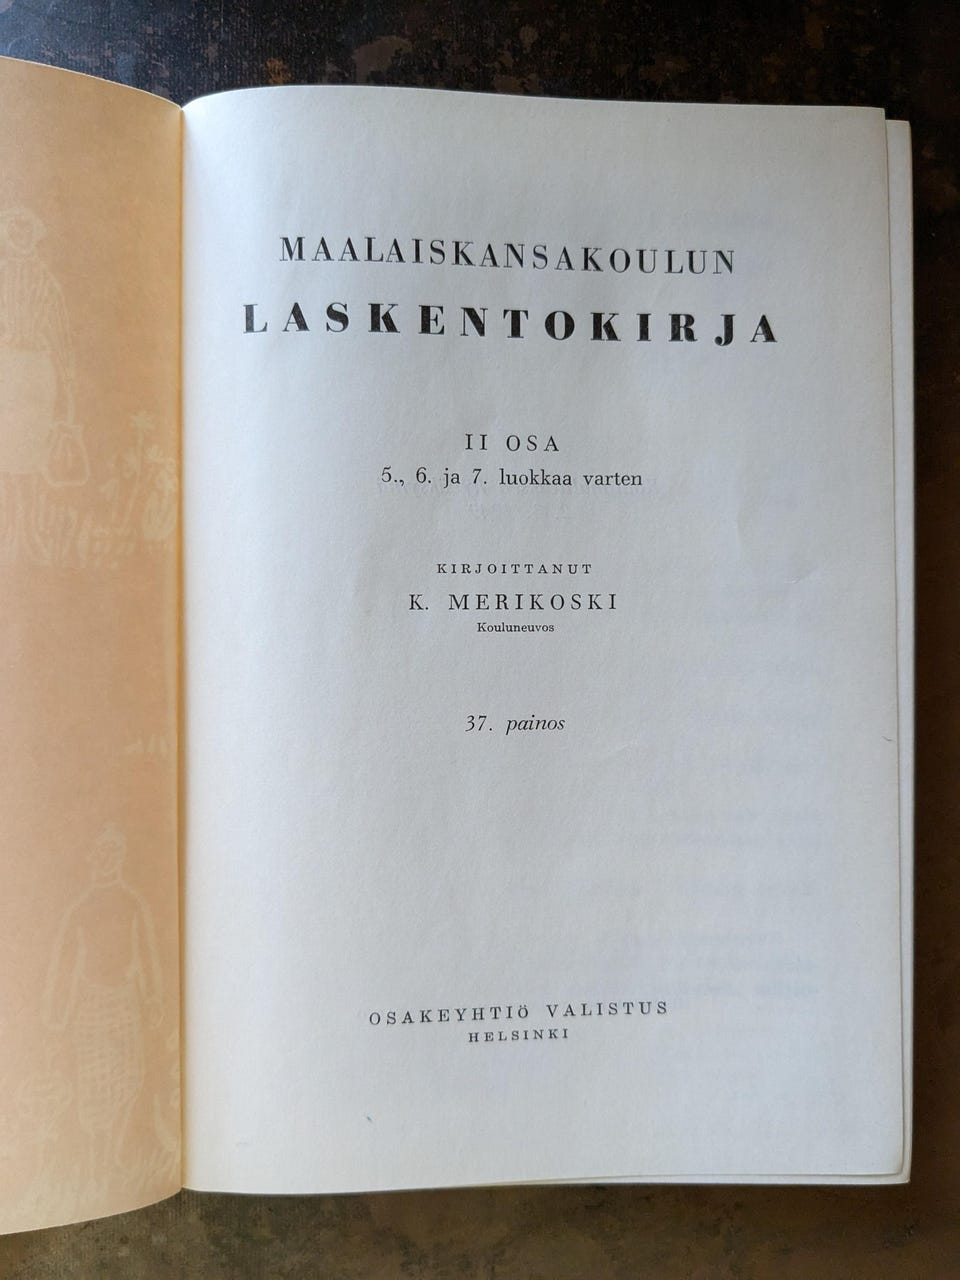 MAALAISKANSAKOULUN
LASKENTOKIRJA
II OSA
5., 6. ja 7. luokkaa varten
KIRJOITTANUT
K. MERIKOSKI
Kouluneuvos
37. painos
OSAKEYHTIÖ VALISTUS
HELSINKI